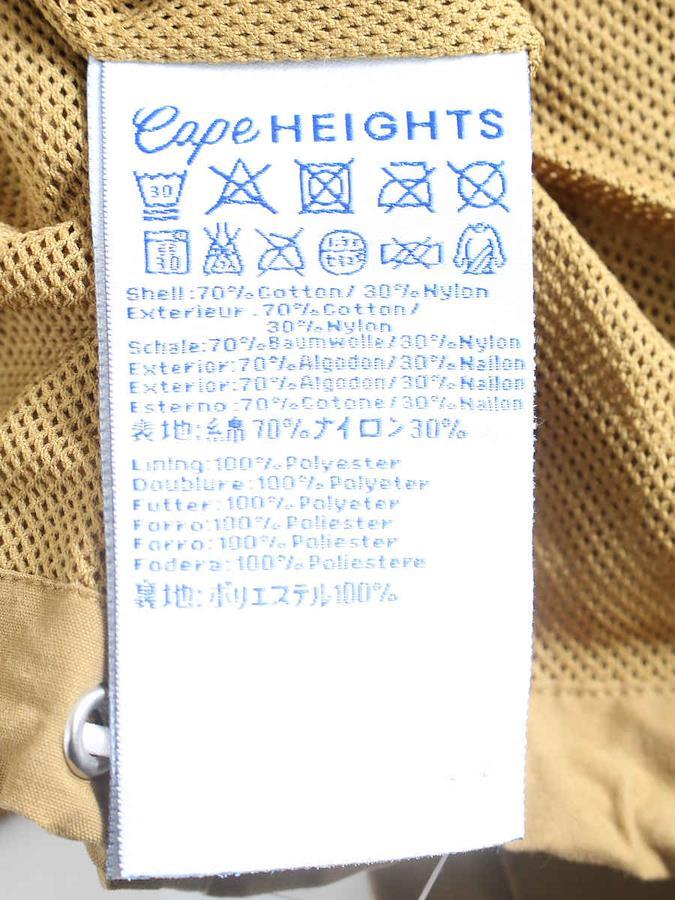 Cape HEIGHTS
30
30
Shell:70%Cotton/ 30%Nylon
Exterieur.70%Cotton/
30%Nylon
Schale:70%Baumwolle/30%Nylon
Exterior:70%Algodon/30%Nailon
Exterior:70%Algodon/30%Nailon
Esterno:70%Cotone/30%Nailon
表地:綿70%ナイロン30%
Lining:100%Polyester
Doublure:100%Polyeter
Futter:100%Polyeter
Forro:100%Poliester
Forro:100%Poliester
Fodera:100%Poliestere
裏地:ポリエステル100%